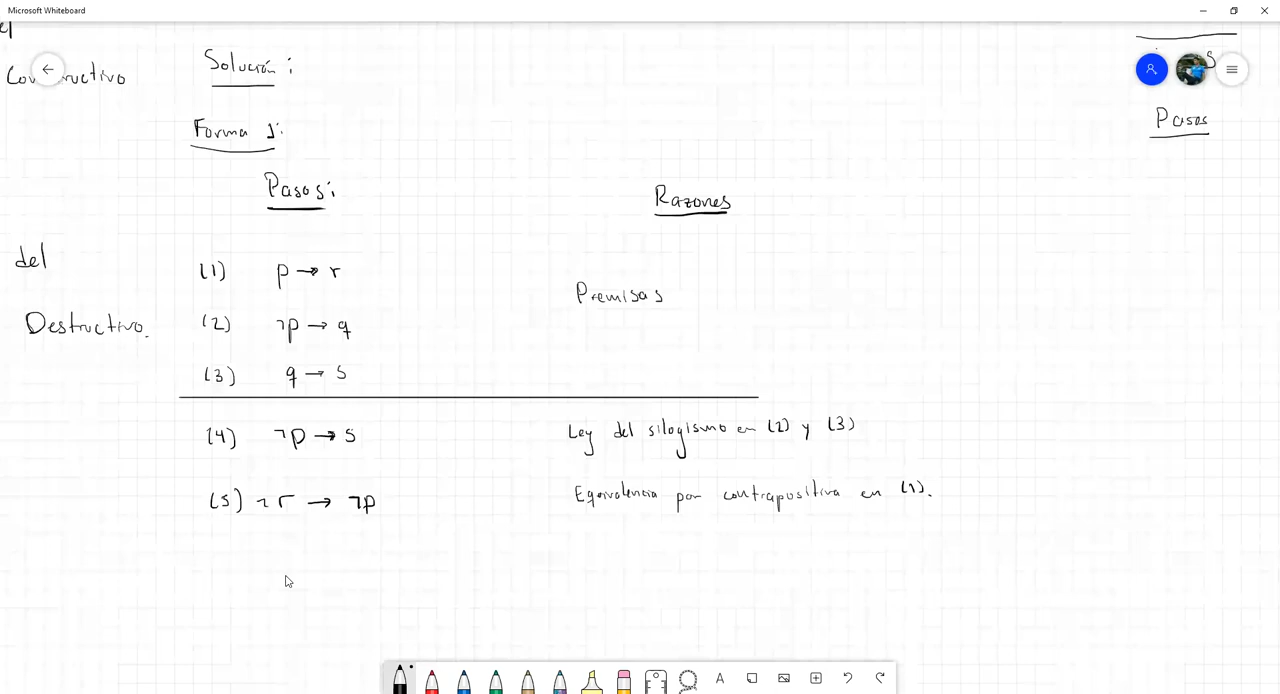 Microsoft Whiteboard
Solución:
Forma 1:
Pasos:
Razones
Pasos
del
Destructivo.
(1) p → r
Premisas
(2) ¬p → q
(3) q → s
(4) ¬p → s
Ley del silogismo en (2) y (3)
(5) ¬r → ¬p
Equivalencia por contrapositiva en (1).
A